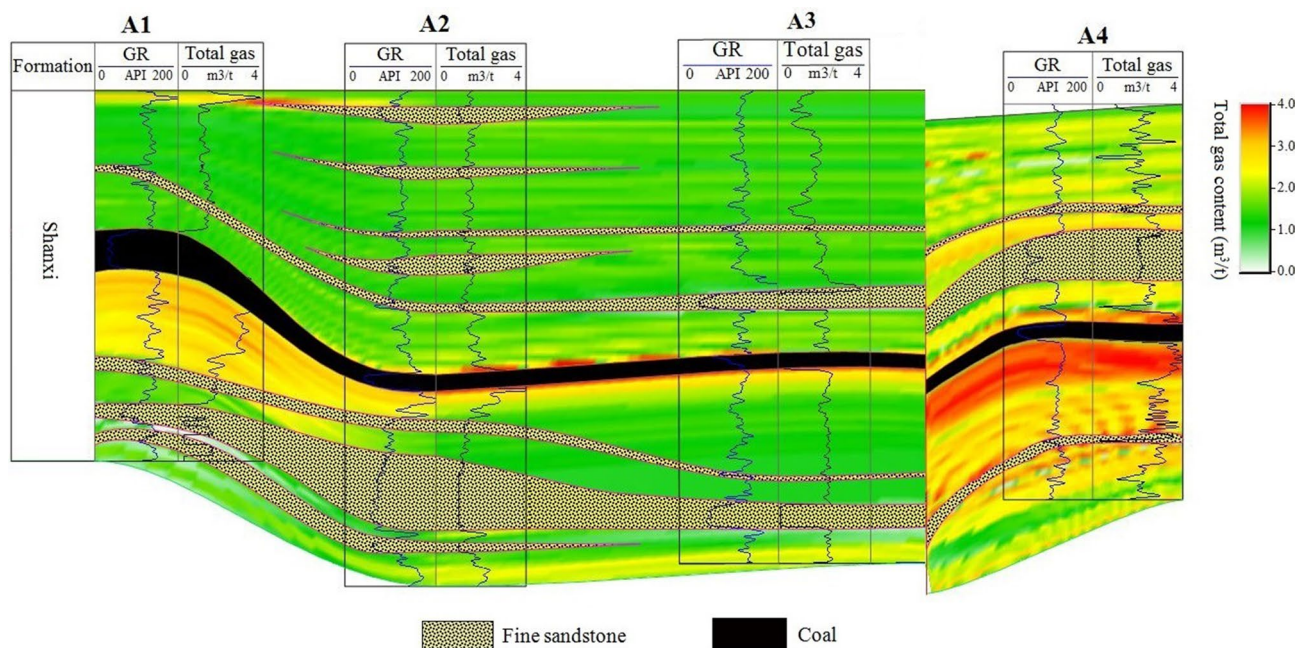 A1
A2
A3
A4
Formation
GR
0 API 200
Total gas
0 m3/t 4
GR
0 API 200
Total gas
0 m3/t 4
GR
0 API 200
Total gas
0 m3/t 4
GR
0 API 200
Total gas
0 m3/t 4
Shanxi
Total gas content (m³/t)
4.0
3.0
2.0
1.0
0.0
Fine sandstone
Coal